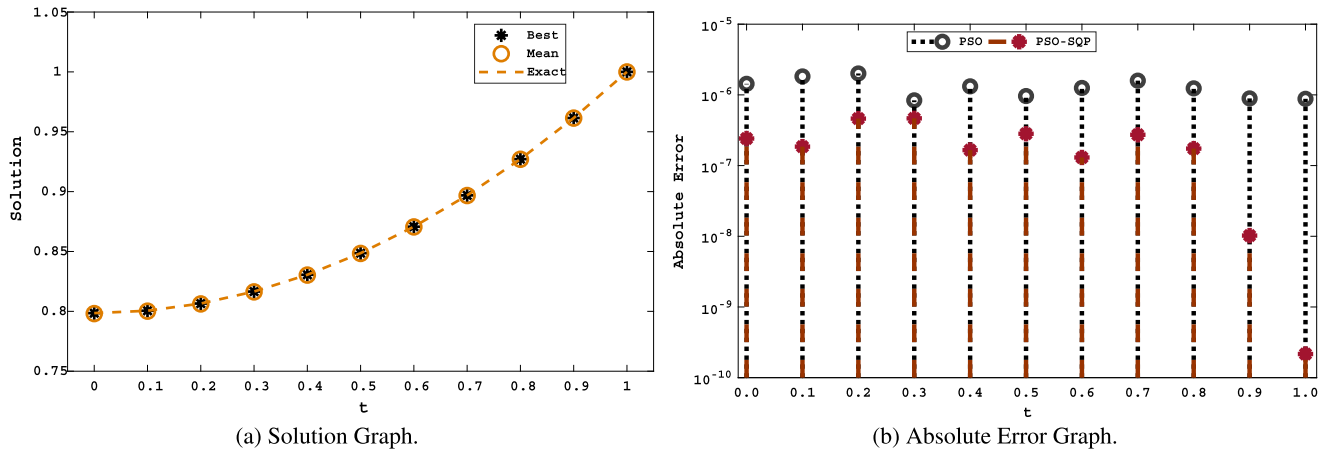 1.05
1
0.95
0.9
0.85
0.8
0.75
Solution
Best
Mean
Exact
0 0.1 0.2 0.3 0.4 0.5 0.6 0.7 0.8 0.9 1
t
(a) Solution Graph.
10⁻⁵
10⁻⁶
10⁻⁷
10⁻⁸
10⁻⁹
10⁻¹⁰
Absolute Error
PSO PSO-SQP
0.0 0.1 0.2 0.3 0.4 0.5 0.6 0.7 0.8 0.9 1.0
t
(b) Absolute Error Graph.